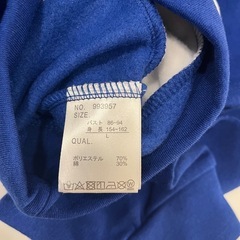 NO. 993957
SIZE
バスト 86-94
身長 154-162
L
QUAL.
ポリエステル 70%
綿 30%